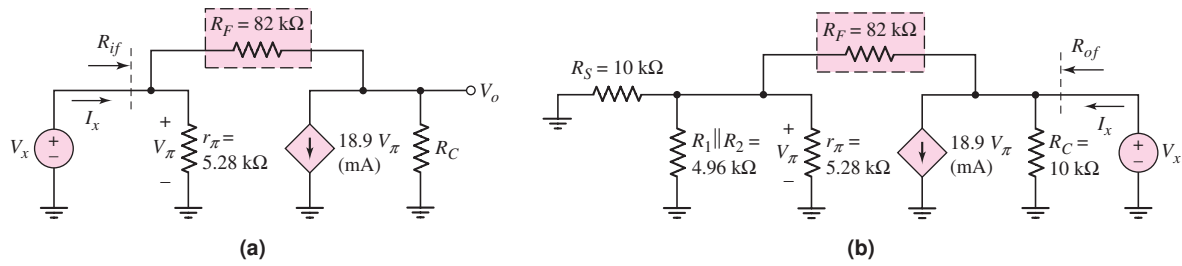 R_F = 82 kΩ
R_if
I_x
V_x
+
−
+
V_π
−
r_π =
5.28 kΩ
18.9 V_π
(mA)
R_C
V_o
(a)
R_F = 82 kΩ
R_S = 10 kΩ
R_of
I_x
R_1||R_2 =
4.96 kΩ
+
V_π
−
r_π =
5.28 kΩ
18.9 V_π
(mA)
R_C =
10 kΩ
+
−
V_x
(b)